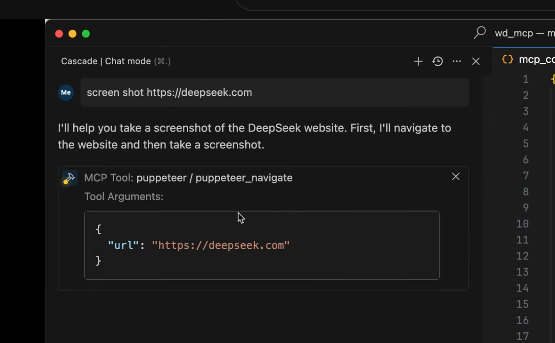 wd_mcp — m
Cascade | Chat mode (⌘.)
{} mcp_co
Me
screen shot https://deepseek.com
I'll help you take a screenshot of the DeepSeek website. First, I'll navigate to
the website and then take a screenshot.
MCP Tool: puppeteer / puppeteer_navigate
Tool Arguments:
{
"url": "https://deepseek.com"
}
1 {
2
3
4
5
6
7
8
9
10
11
12
13
14
15
16
17